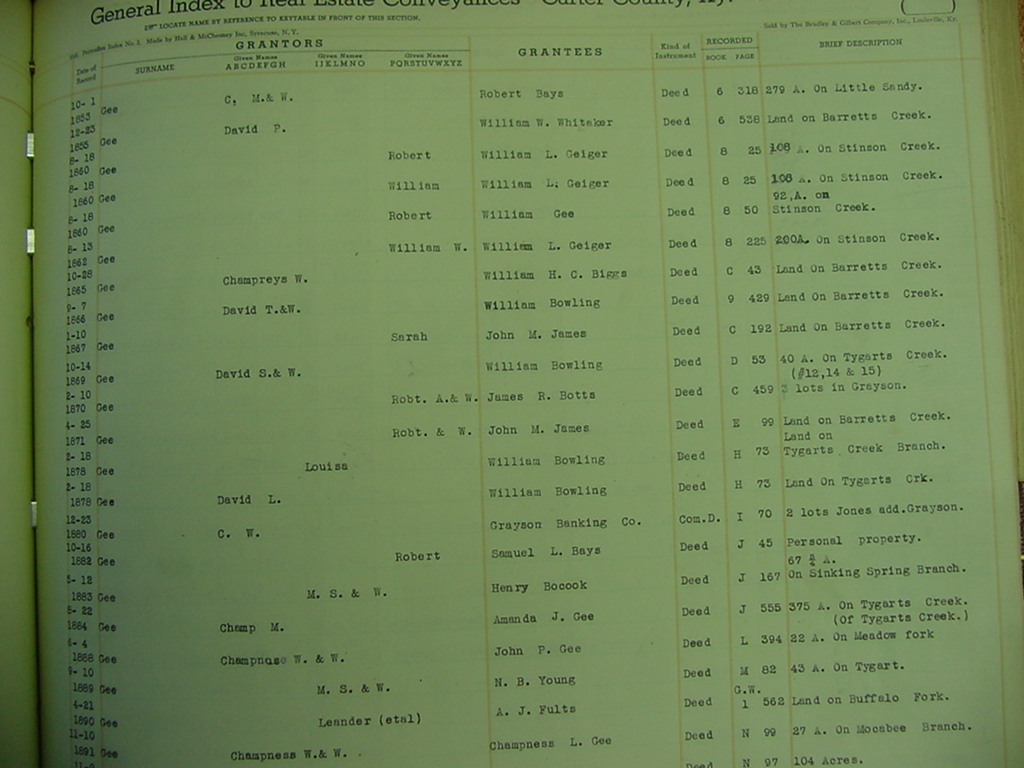 General Index to Real Estate Conveyances - Carter County, Ky.
LOCATE NAME BY REFERENCE TO KEYTABLE IN FRONT OF THIS SECTION.
Index No. 3. Made by Hall & McChesney Inc, Syracuse, N. Y.
Sold by The Bradley & Gilbert Company, Inc., Louisville, Ky.
GRANTORS GRANTEES Kind of Instrument RECORDED BRIEF DESCRIPTION
Date of Record SURNAME Given Names ABCDEFGH Given Names IJKLMNO Given Names PQRSTUVWXYZ BOOK PAGE
10- 1
1853 Gee C, M.& W. Robert Bays Deed 6 318 279 A. On Little Sandy.
12-23
1855 Gee David P. William W. Whitaker Deed 6 538 Land on Barretts Creek.
8- 18
1860 Gee Robert William L. Geiger Deed 8 25 108 A. On Stinson Creek.
8- 18
1860 Gee William William L. Geiger Deed 8 25 108 A. On Stinson Creek.
8- 18 92,A. on
1860 Gee Robert William Gee Deed 8 50 Stinson Creek.
8- 13
1862 Gee William W. William L. Geiger Deed 8 225 200A. On Stinson Creek.
10-28
1865 Gee Champreys W. William H. C. Biggs Deed C 43 Land On Barretts Creek.
9- 7
1866 Gee David T.&W. William Bowling Deed 9 429 Land On Barretts Creek.
1-10
1867 Gee Sarah John M. James Deed C 192 Land On Barretts Creek.
10-14
1869 Gee David S.& W. William Bowling Deed D 53 40 A. On Tygarts Creek.
2- 10 (#12,14 & 15)
1870 Gee Robt. A.& W. James R. Botts Deed C 459 3 lots in Grayson.
4- 25
1871 Gee Robt. & W. John M. James Deed E 99 Land on Barretts Creek.
2- 18 Land on
1878 Gee Louisa William Bowling Deed H 73 Tygarts Creek Branch.
2- 18
1878 Gee David L. William Bowling Deed H 73 Land On Tygarts Crk.
12-23
1880 Gee C. W. Grayson Banking Co. Com.D. I 70 2 lots Jones add.Grayson.
10-16
1882 Gee Robert Samuel L. Bays Deed J 45 Personal property.
5- 12 67 A.
1883 Gee M. S. & W. Henry Bocook Deed J 167 On Sinking Spring Branch.
8- 22
1884 Gee Champ M. Amanda J. Gee Deed J 555 375 A. On Tygarts Creek.
4- 4 (Of Tygarts Creek.)
1888 Gee Champnase W. & W. John P. Gee Deed L 394 22 A. On Meadow fork
9- 10
1889 Gee M. S. & W. N. B. Young Deed M 82 43 A. On Tygart.
4-21 G.W.
1890 Gee Leander (etal) A. J. Fults Deed 1 562 Land on Buffalo Fork.
11-10
1891 Gee Champness W.& W. Champness L. Gee Deed N 99 27 A. On Mocabee Branch.
Deed N 97 104 Acres.